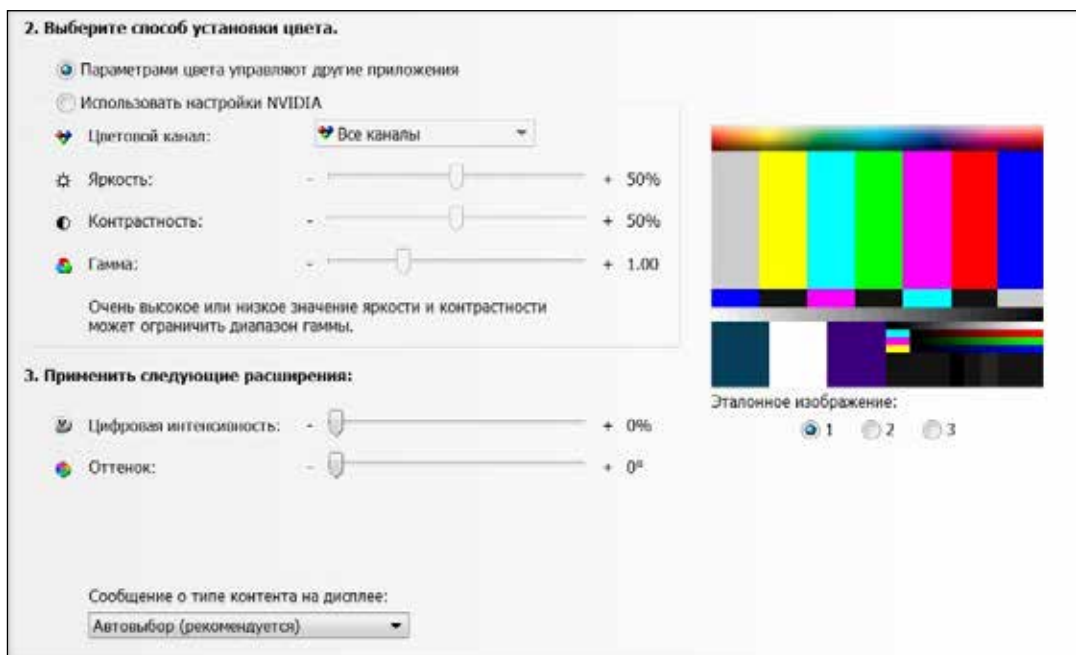 2. Выберите способ установки цвета.
Параметрами цвета управляют другие приложения
Использовать настройки NVIDIA
Цветовой канал: Все каналы
Яркость: - + 50%
Контрастность: - + 50%
Гамма: - + 1.00
Очень высокое или низкое значение яркости и контрастности
может ограничить диапазон гаммы.
3. Применить следующие расширения:
Эталонное изображение:
1 2 3
Цифровая интенсивность: - + 0%
Оттенок: - + 0°
Сообщение о типе контента на дисплее:
Автовыбор (рекомендуется)